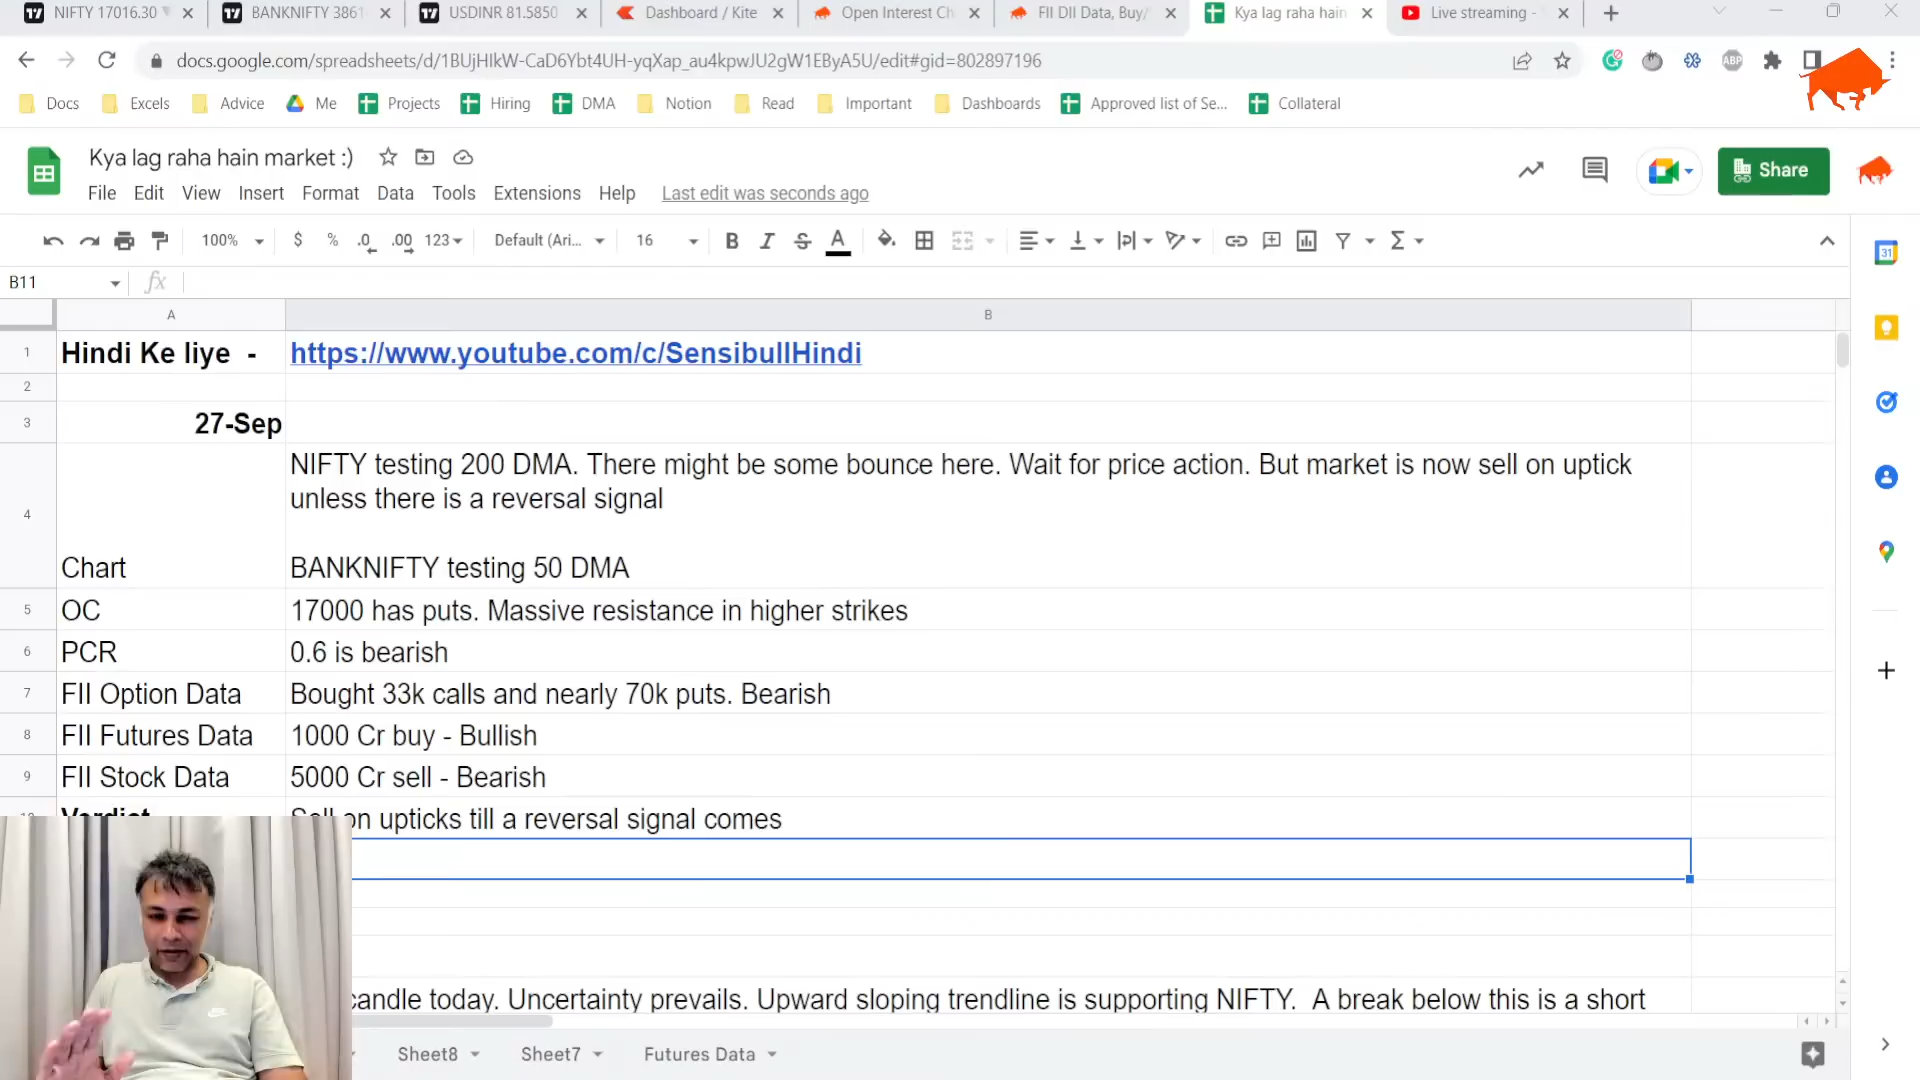 NIFTY 17016.30
BANKNIFTY 3861
USDINR 81.5850
Dashboard / Kite
Open Interest Ch
FII DII Data, Buy/
Kya lag raha hain
Live streaming -
docs.google.com/spreadsheets/d/1BUjHIkW-CaD6Ybt4UH-yqXap_au4kpwJU2gW1EByA5U/edit#gid=802897196
ABP
Docs Excels Advice Me Projects Hiring DMA Notion Read Important Dashboards Approved list of Se... Collateral
Kya lag raha hain market :)
File Edit View Insert Format Data Tools Extensions Help Last edit was seconds ago
Share
100% $ % .0 .00 123 Default (Ari... 16 B I S A
31
B11 fx
A B
1 Hindi Ke liye - https://www.youtube.com/c/SensibullHindi
2
3 27-Sep
NIFTY testing 200 DMA. There might be some bounce here. Wait for price action. But market is now sell on uptick
unless there is a reversal signal
4
Chart BANKNIFTY testing 50 DMA
5 OC 17000 has puts. Massive resistance in higher strikes
6 PCR 0.6 is bearish
7 FII Option Data Bought 33k calls and nearly 70k puts. Bearish
8 FII Futures Data 1000 Cr buy - Bullish
9 FII Stock Data 5000 Cr sell - Bearish
Verdict Sell on upticks till a reversal signal comes
candle today. Uncertainty prevails. Upward sloping trendline is supporting NIFTY. A break below this is a short
Sheet8 Sheet7 Futures Data